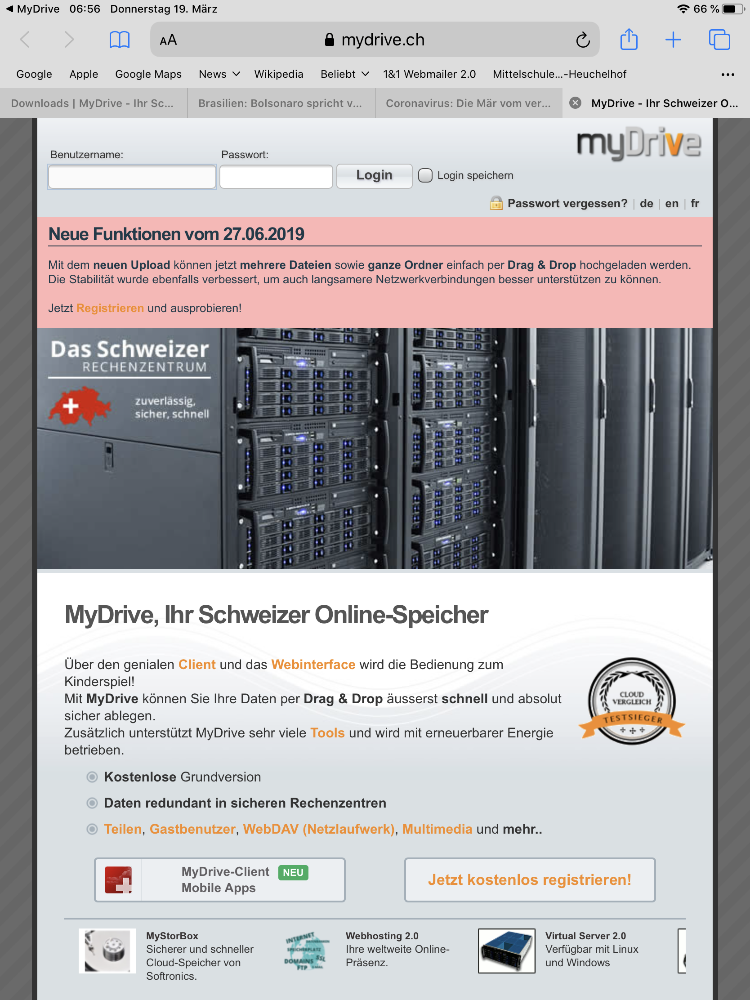 MyDrive 06:56 Donnerstag 19. März 66 %
AA mydrive.ch
Google Apple Google Maps News Wikipedia Beliebt 1&1 Webmailer 2.0 Mittelschule...-Heuchelhof
Downloads | MyDrive - Ihr Sc... Brasilien: Bolsonaro spricht v... Coronavirus: Die Mär vom ver... MyDrive - Ihr Schweizer O...
myDrive
Benutzername: Passwort:
Login Login speichern
Passwort vergessen? | de | en | fr
Neue Funktionen vom 27.06.2019
Mit dem neuen Upload können jetzt mehrere Dateien sowie ganze Ordner einfach per Drag & Drop hochgeladen werden.
Die Stabilität wurde ebenfalls verbessert, um auch langsamere Netzwerkverbindungen besser unterstützen zu können.
Jetzt Registrieren und ausprobieren!
Das Schweizer
RECHENZENTRUM
zuverlässig,
sicher, schnell
MyDrive, Ihr Schweizer Online-Speicher
Über den genialen Client und das Webinterface wird die Bedienung zum
Kinderspiel!
Mit MyDrive können Sie Ihre Daten per Drag & Drop äusserst schnell und absolut
sicher ablegen.
Zusätzlich unterstützt MyDrive sehr viele Tools und wird mit erneuerbarer Energie
betrieben.
CLOUD
VERGLEICH
TESTSIEGER
Kostenlose Grundversion
Daten redundant in sicheren Rechenzentren
Teilen, Gastbenutzer, WebDAV (Netzlaufwerk), Multimedia und mehr..
MyDrive-Client NEU
Mobile Apps
Jetzt kostenlos registrieren!
MyStorBox
Sicherer und schneller
Cloud-Speicher von
Softronics.
INTERNET
SPEICHERPLATZ
DOMAINS SSL
FTP
Webhosting 2.0
Ihre weltweite Online-
Präsenz.
Virtual Server 2.0
Verfügbar mit Linux
und Windows